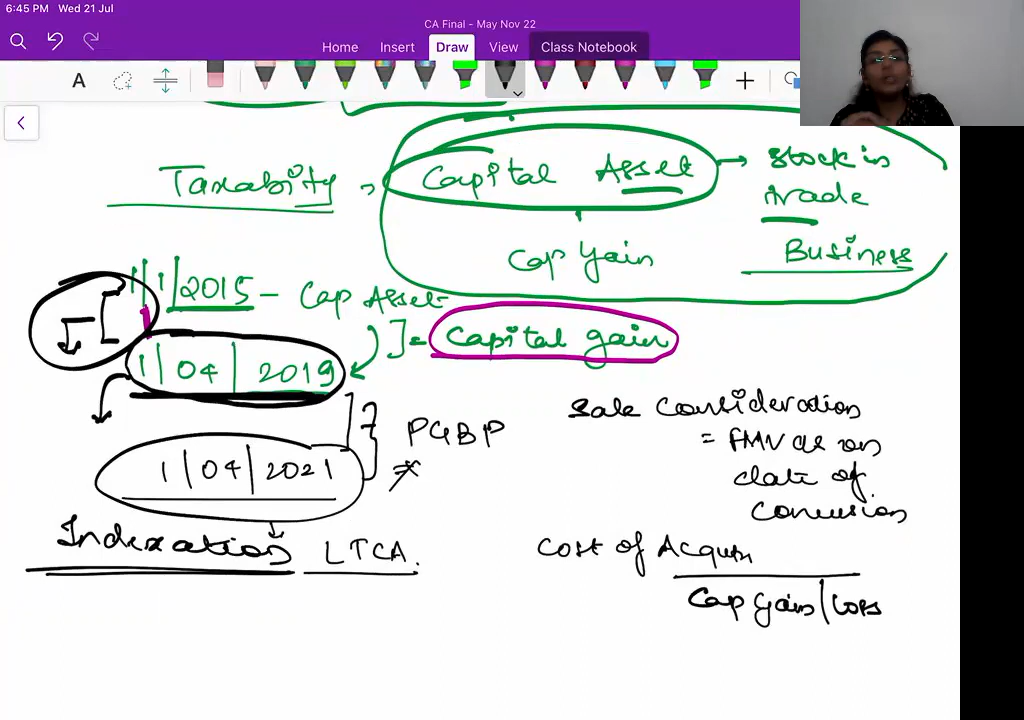 6:45 PM Wed 21 Jul
CA Final - May Nov 22
Home Insert Draw View Class Notebook
A
Taxability Capital Asset → Stock in
trade
Cap Gain Business
1/1/2015 - Cap Asset
] = Capital gain
1/04/2019
Sale Consideration
PGBP = FMV as on
1/04/2021 date of
Conversion
Indexation LTCA.
Cost of Acqusn
Cap Gain/Loss